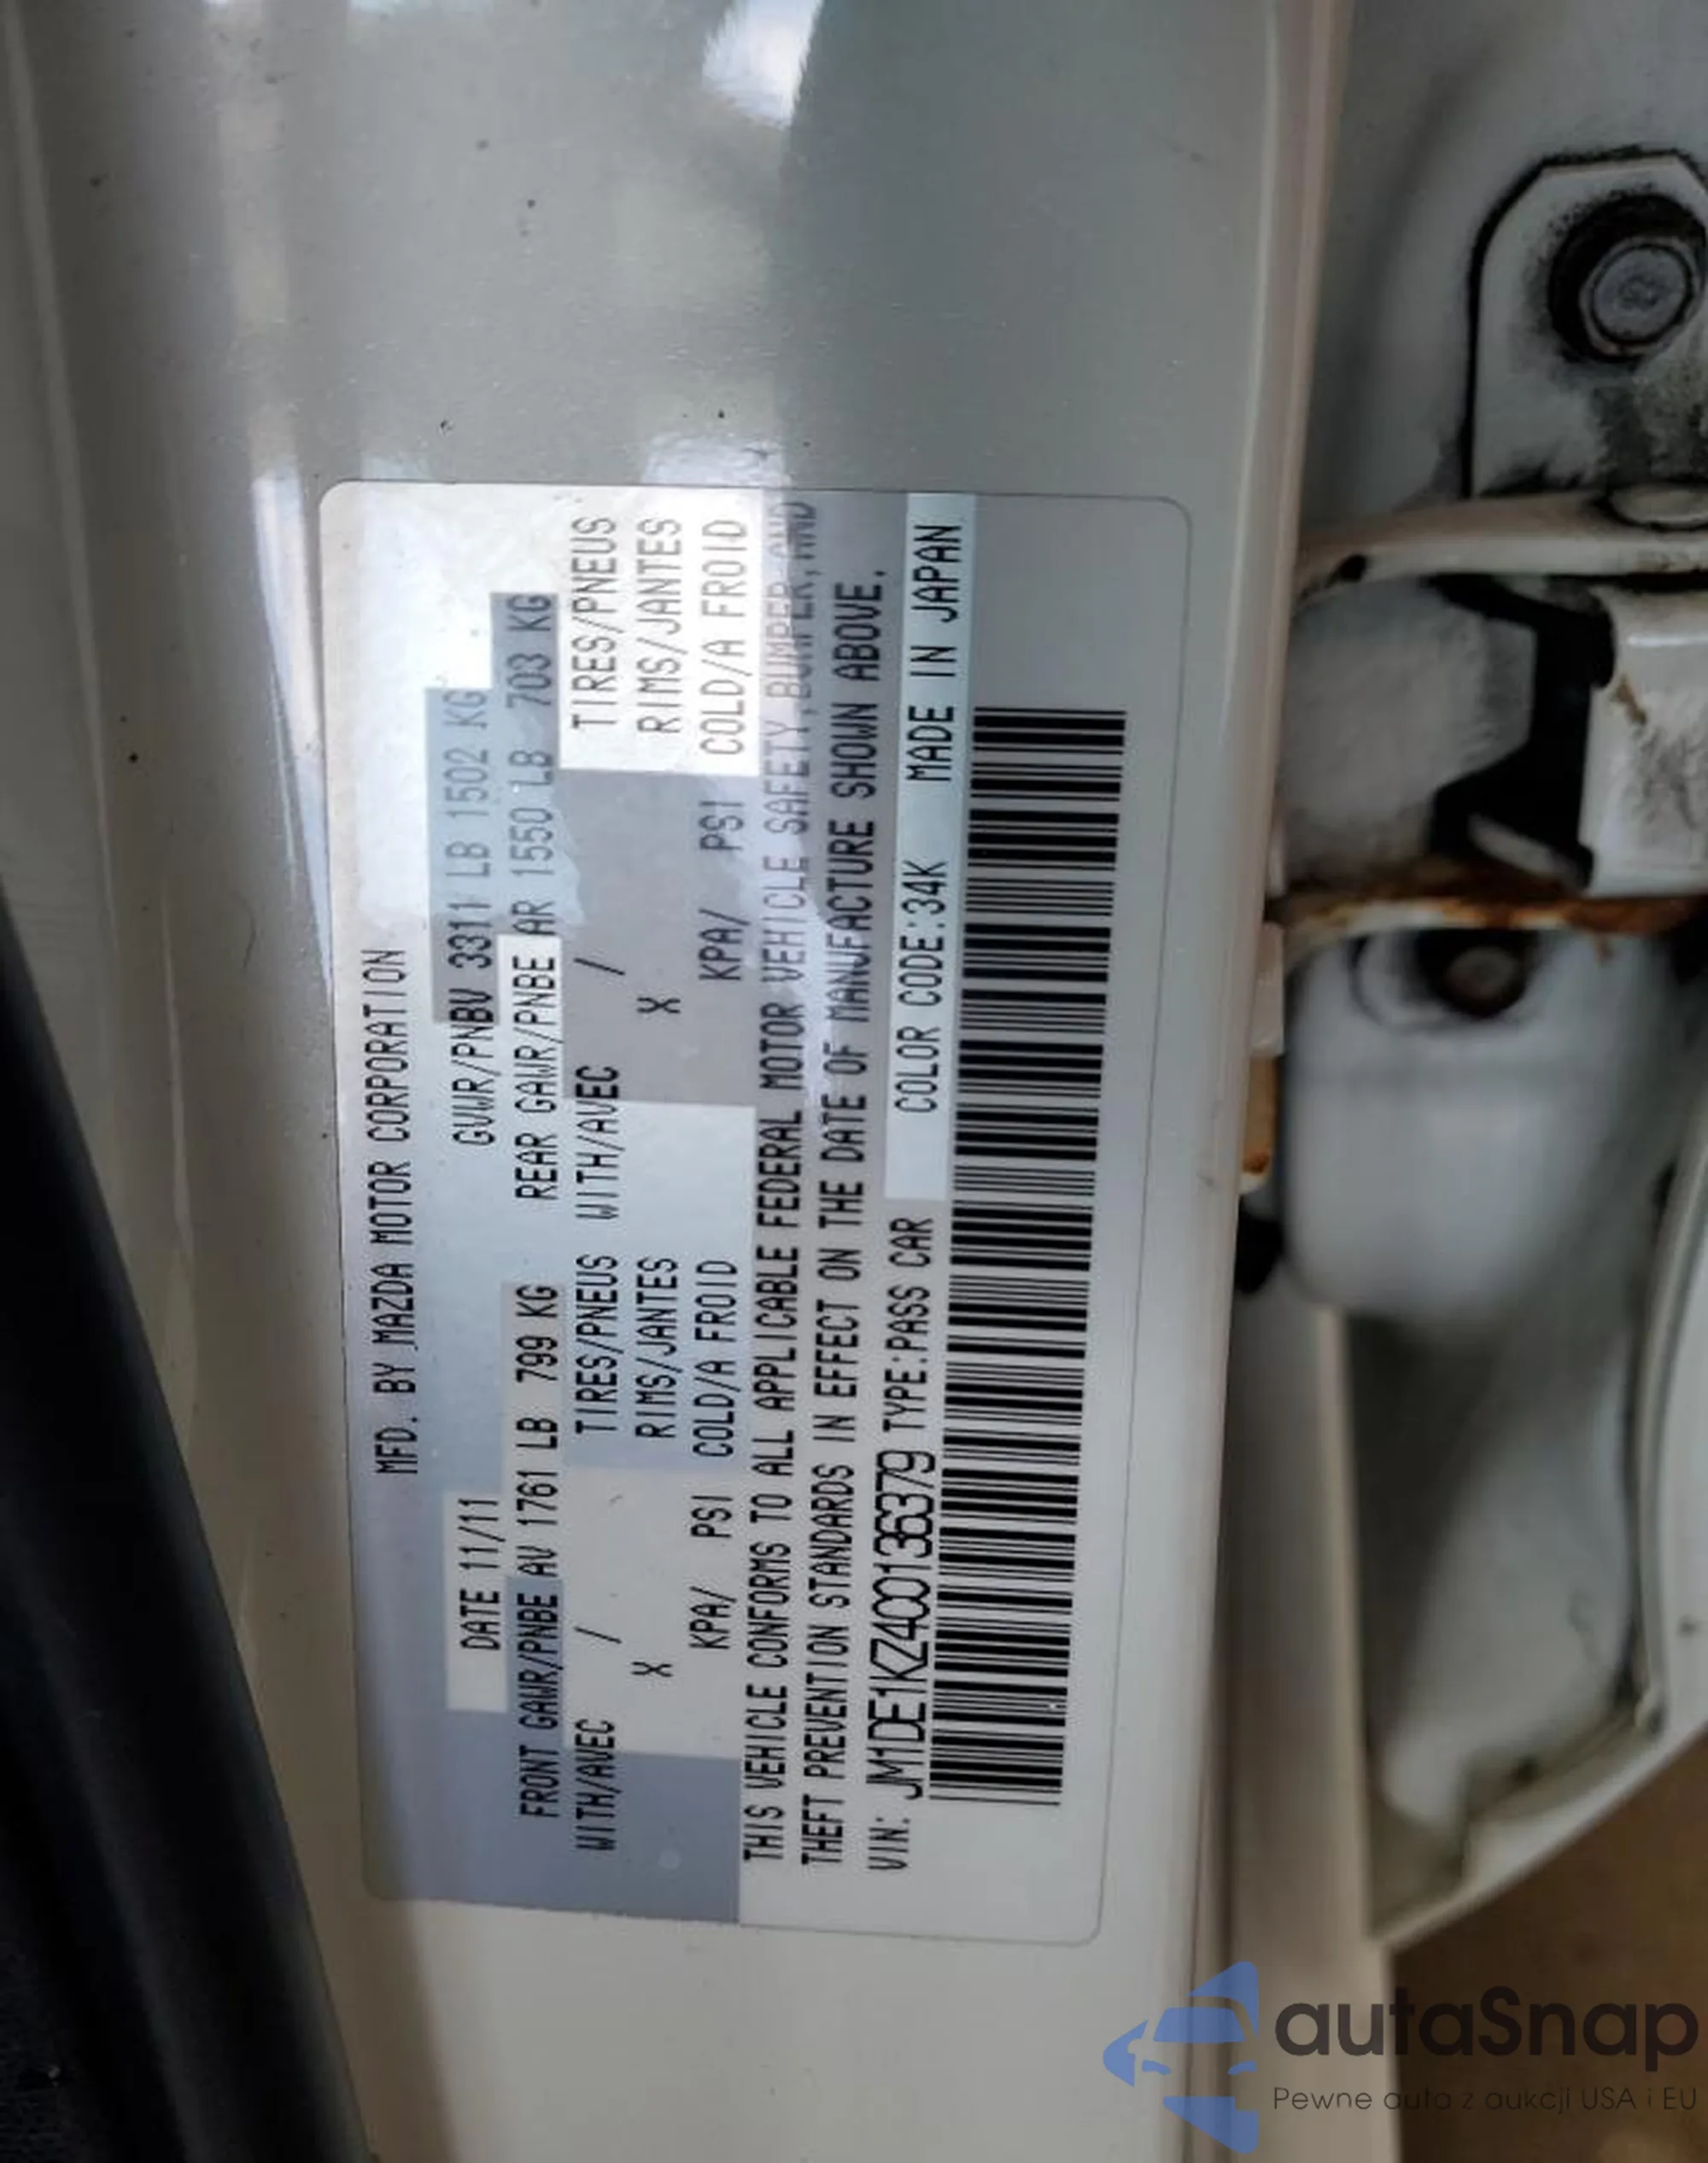 MFD. BY MAZDA MOTOR CORPORATION
DATE 11/11 GVWR/PNBV 3311 LB 1502 KG
FRONT GAWR/PNBE AV 1761 LB 799 KG REAR GAWR/PNBE AR 1550 LB 703 KG
WITH/AVEC / TIRES/PNEUS WITH/AVEC / TIRES/PNEUS
X RIMS/JANTES X RIMS/JANTES
KPA/ PSI COLD/A FROID KPA/ PSI COLD/A FROID
THIS VEHICLE CONFORMS TO ALL APPLICABLE FEDERAL MOTOR VEHICLE SAFETY,BUMPER,AND
THEFT PREVENTION STANDARDS IN EFFECT ON THE DATE OF MANUFACTURE SHOWN ABOVE.
VIN: JM1DE1KZ4C0136379 TYPE:PASS CAR COLOR CODE:34K MADE IN JAPAN
autaSnap
Pewne auta z aukcji USA i EU